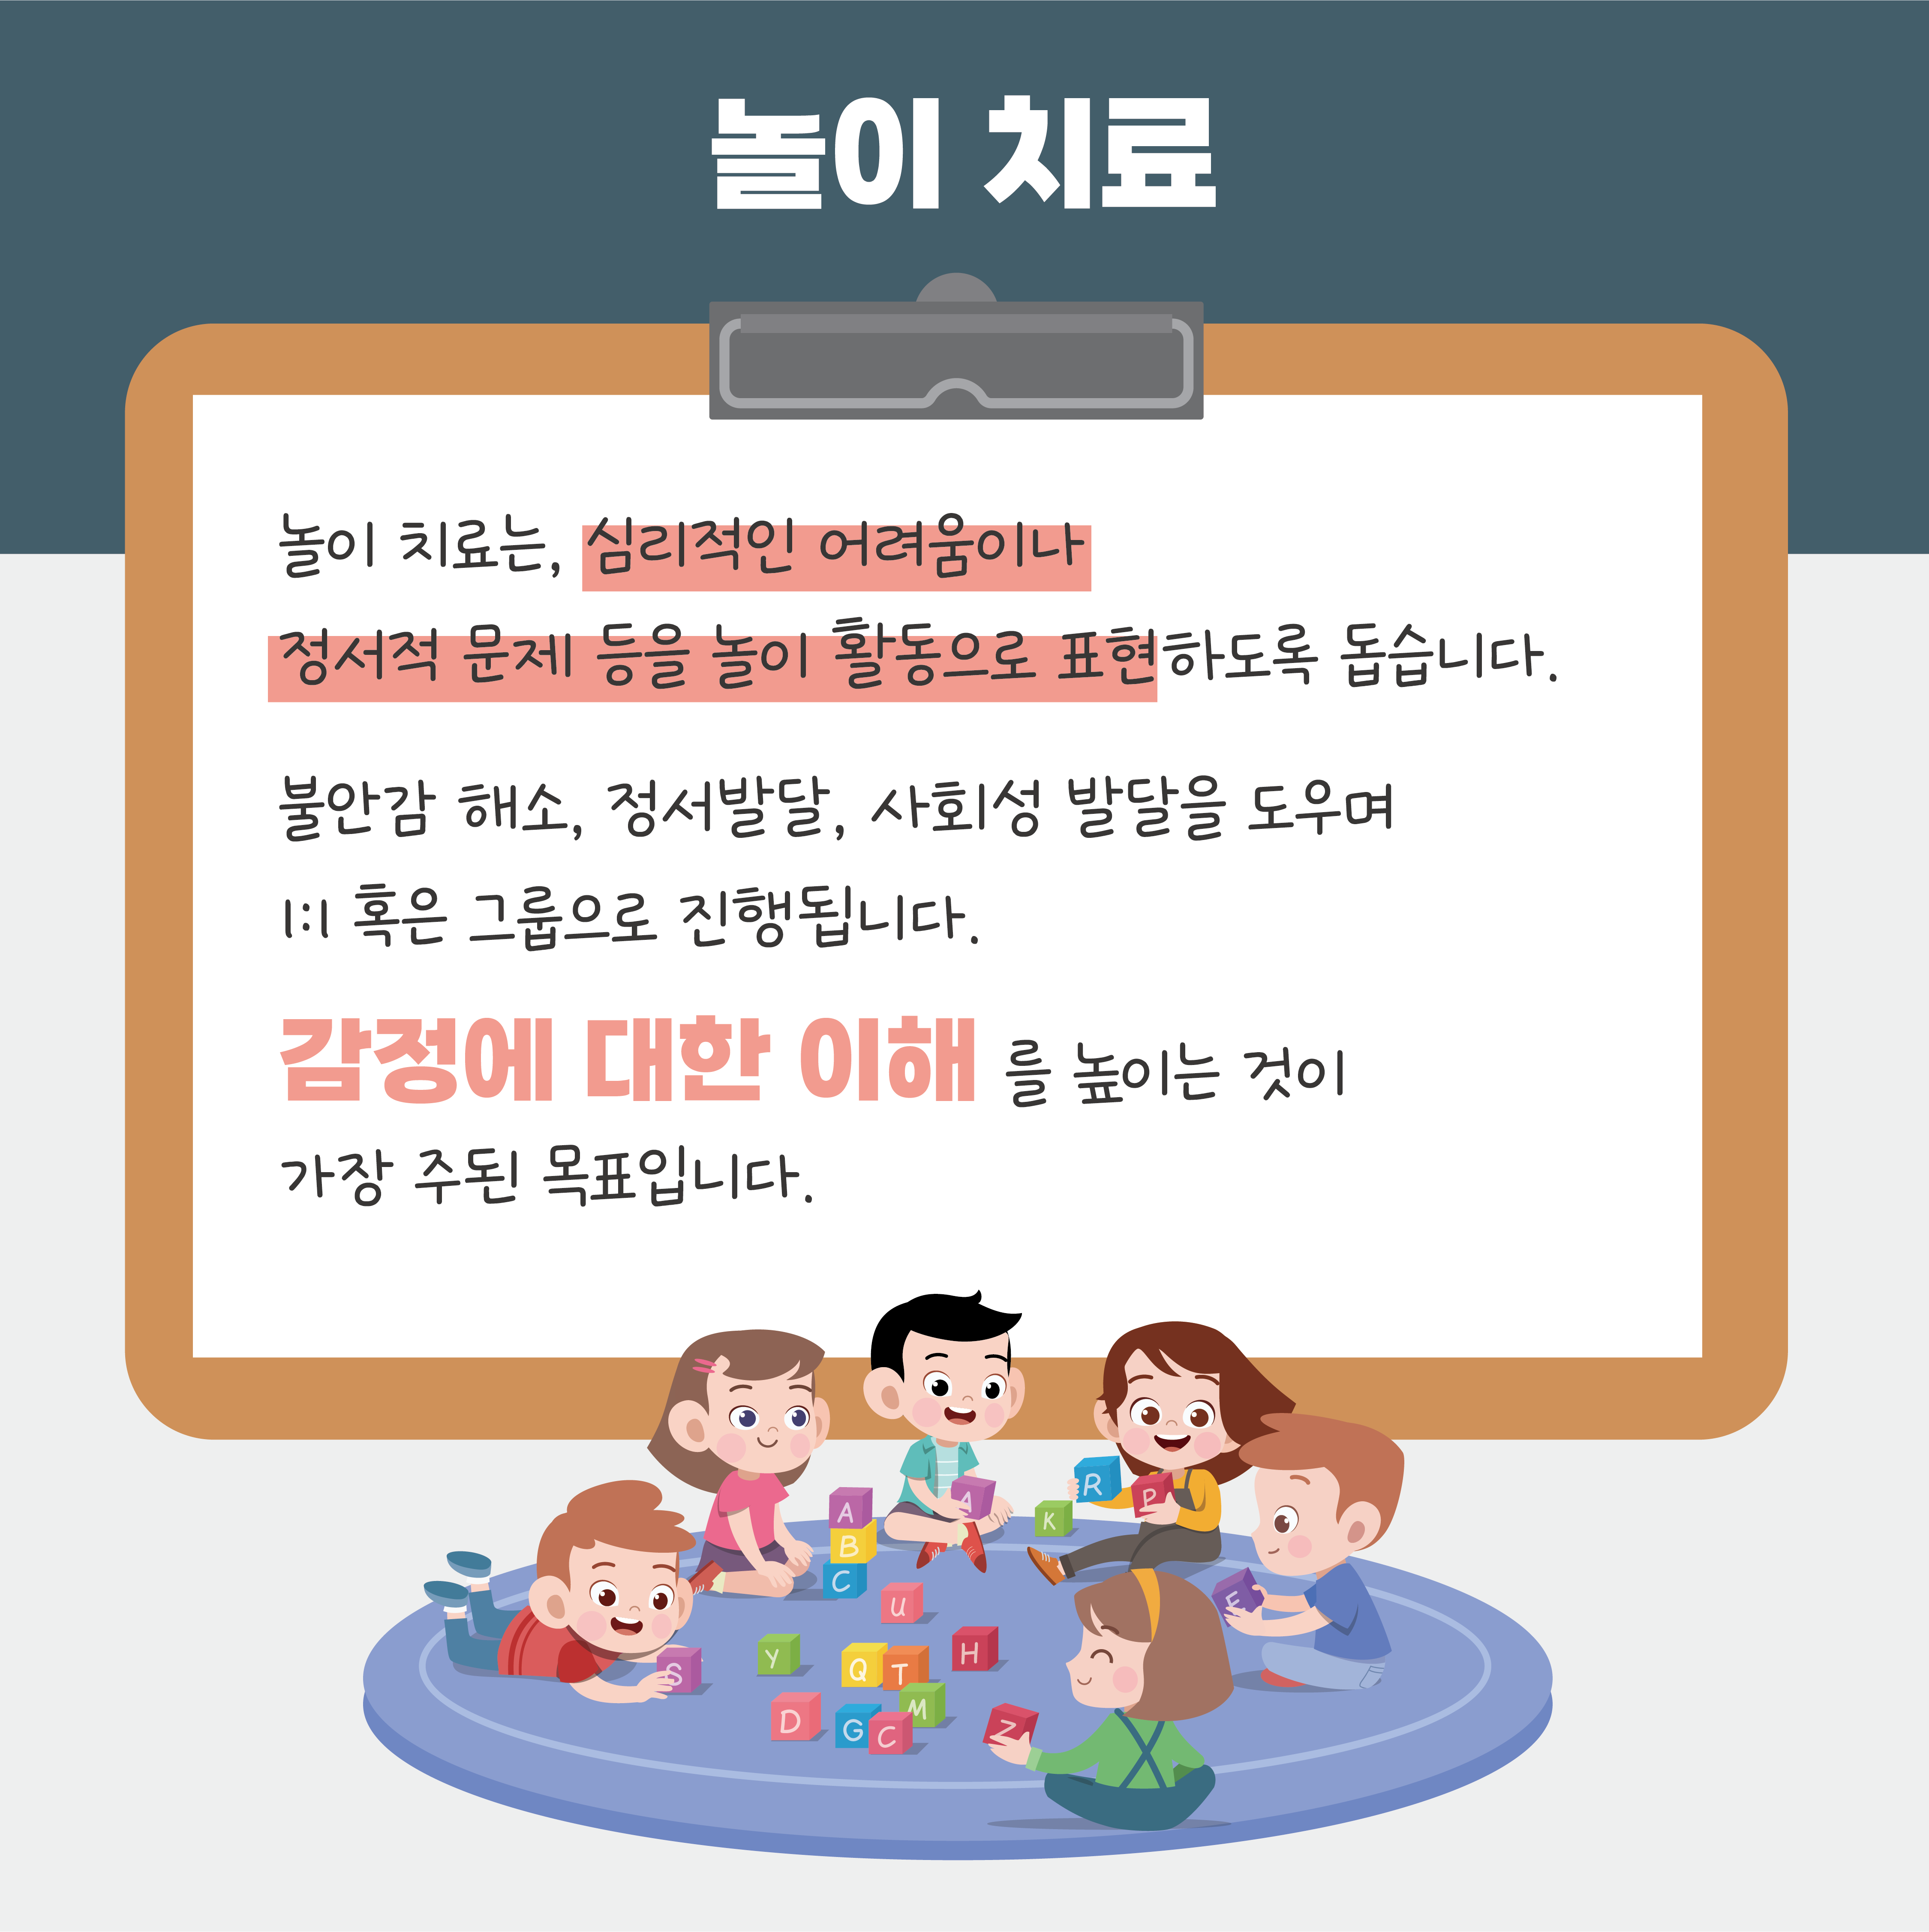 놀이 치료
놀이 치료는, 심리적인 어려움이나
정서적 문제 등을 놀이 활동으로 표현하도록 돕습니다.
불안감 해소, 정서발달, 사회성 발달을 도우며
1:1 혹은 그룹으로 진행됩니다.
감정에 대한 이해 를 높이는 것이
가장 주된 목표입니다.
A
A
R
P
K
B
C
U
E
S
Y
Q
T
H
M
D
G
C
Z